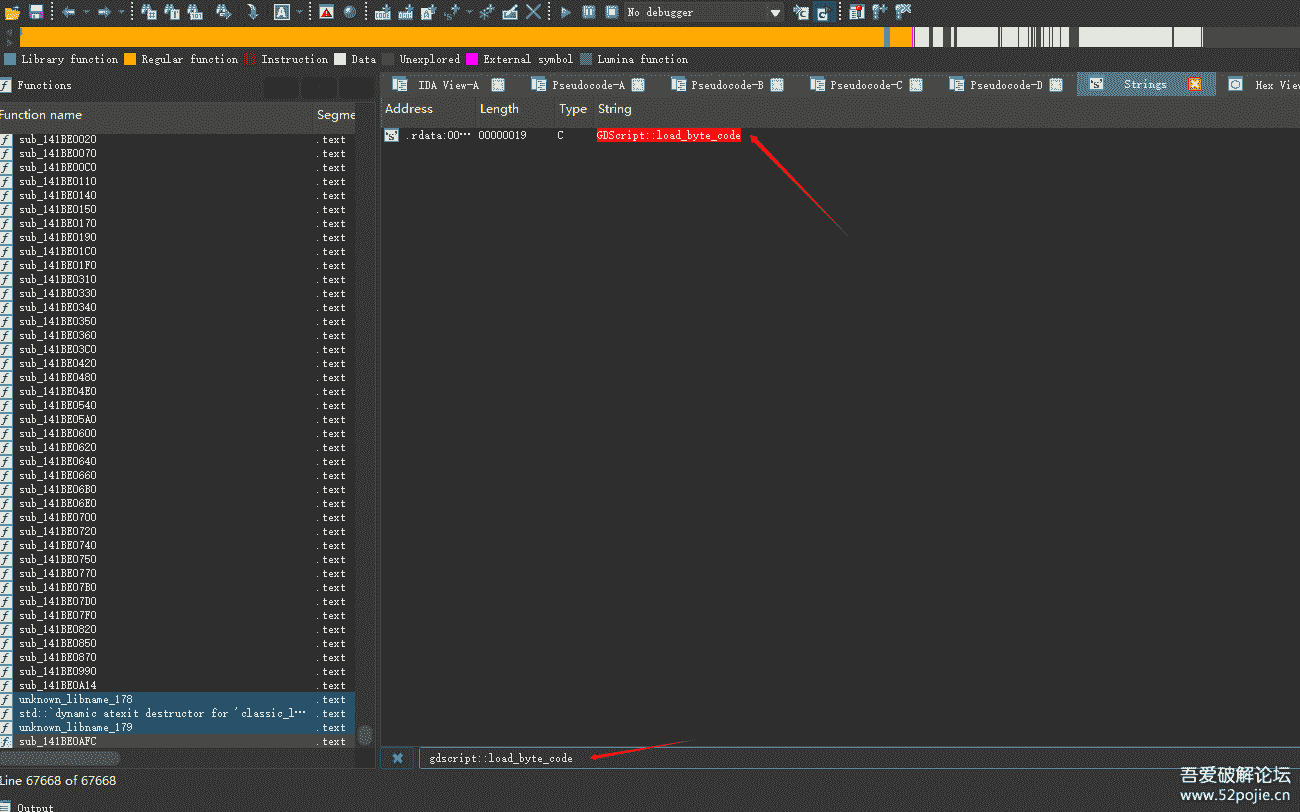 No debugger
Library function Regular function Instruction Data Unexplored External symbol Lumina function
Functions
IDA View-A Pseudocode-A Pseudocode-B Pseudocode-C Pseudocode-D Strings Hex View
Function name Segme
Address Length Type String
.rdata:00··· 00000019 C GDScript::load_byte_code
sub_141BE0020 .text
sub_141BE0070 .text
sub_141BE00C0 .text
sub_141BE0110 .text
sub_141BE0140 .text
sub_141BE0150 .text
sub_141BE0170 .text
sub_141BE0190 .text
sub_141BE01C0 .text
sub_141BE01F0 .text
sub_141BE0310 .text
sub_141BE0330 .text
sub_141BE0340 .text
sub_141BE0350 .text
sub_141BE0360 .text
sub_141BE03C0 .text
sub_141BE0420 .text
sub_141BE0480 .text
sub_141BE04E0 .text
sub_141BE0540 .text
sub_141BE05A0 .text
sub_141BE0600 .text
sub_141BE0620 .text
sub_141BE0640 .text
sub_141BE0660 .text
sub_141BE06B0 .text
sub_141BE06E0 .text
sub_141BE0700 .text
sub_141BE0720 .text
sub_141BE0740 .text
sub_141BE0750 .text
sub_141BE0770 .text
sub_141BE07B0 .text
sub_141BE07D0 .text
sub_141BE07F0 .text
sub_141BE0820 .text
sub_141BE0850 .text
sub_141BE0870 .text
sub_141BE0990 .text
sub_141BE0A14 .text
unknown_libname_178 .text
std::`dynamic atexit destructor for 'classic_l··· .text
unknown_libname_179 .text
sub_141BE0AFC .text
gdscript::load_byte_code
Line 67668 of 67668
Output
吾爱破解论坛
www.52pojie.cn